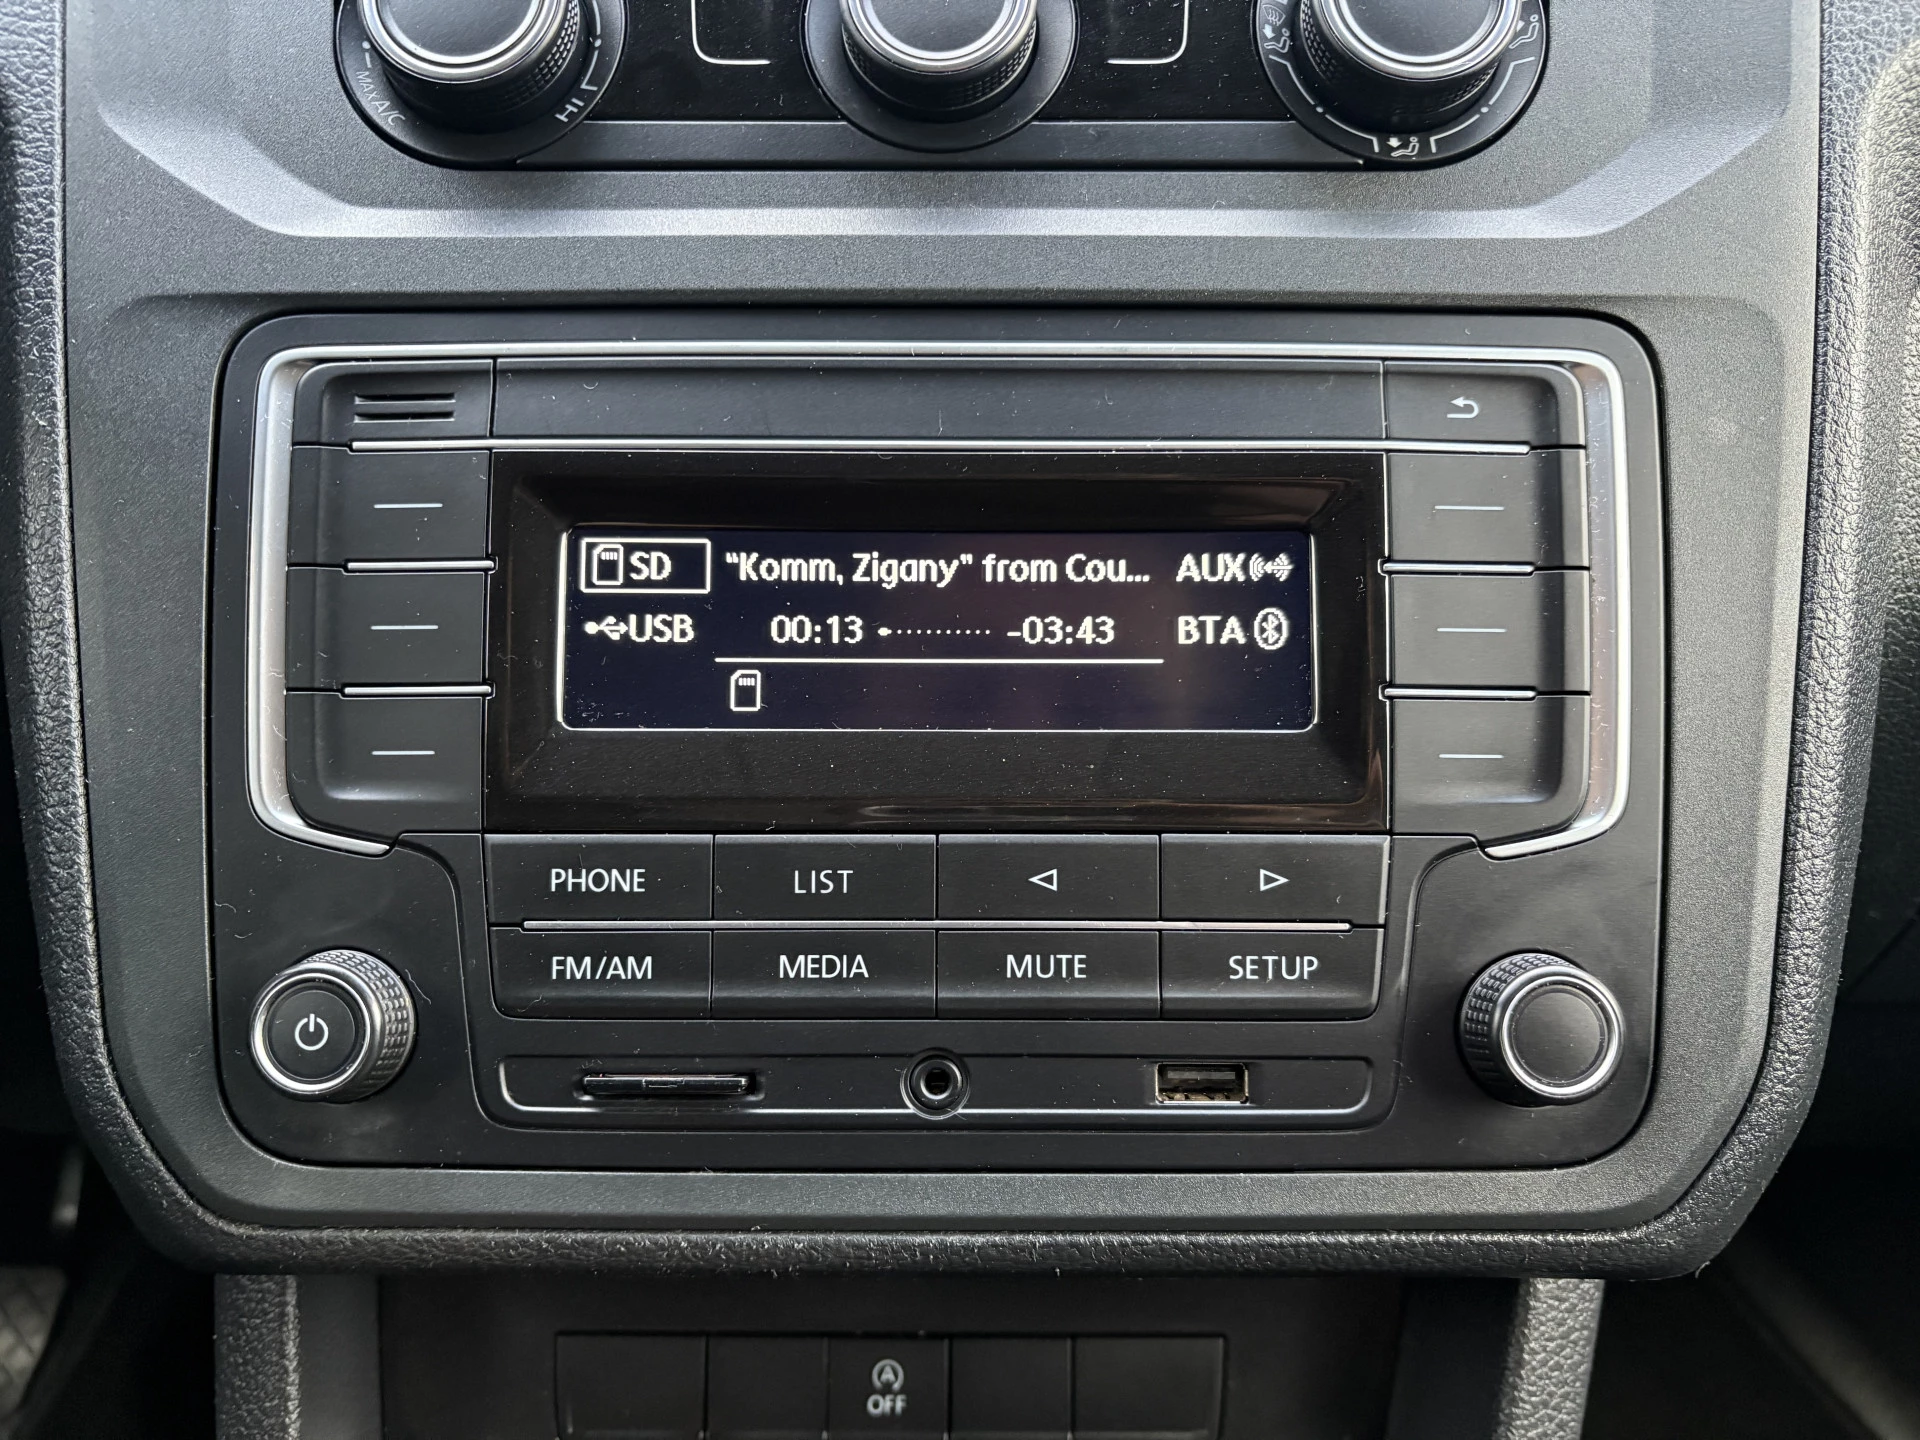 MAX A/C
HI
SD "Komm, Zigany" from Cou... AUX
USB 00:13 -03:43 BTA
PHONE LIST
FM/AM MEDIA MUTE SETUP
A
OFF